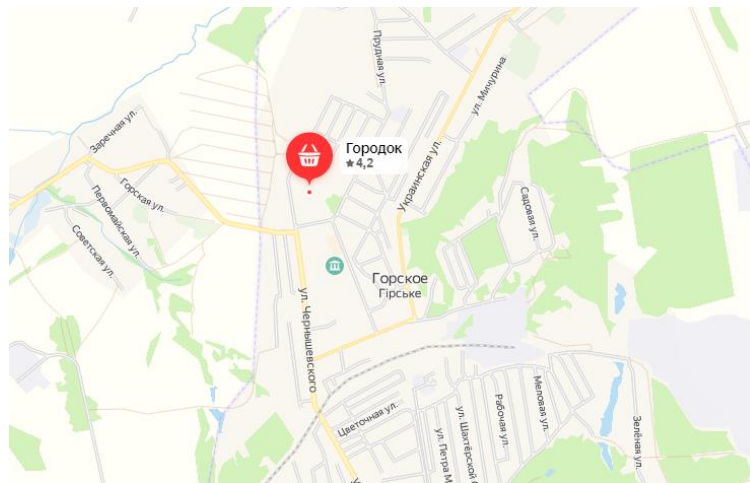 Прудная ул.
ул. Мичурина
Заречная ул.
Городок
4,2
Украинская ул.
Горская ул.
Первомайская ул.
Садовая ул.
Советская ул.
Горское
Гірське
ул. Чернышевского
Цветочная ул.
ул. Петра М
ул. Шахтёрской С
Рабочая ул.
Меловая ул.
Зелёная ул.